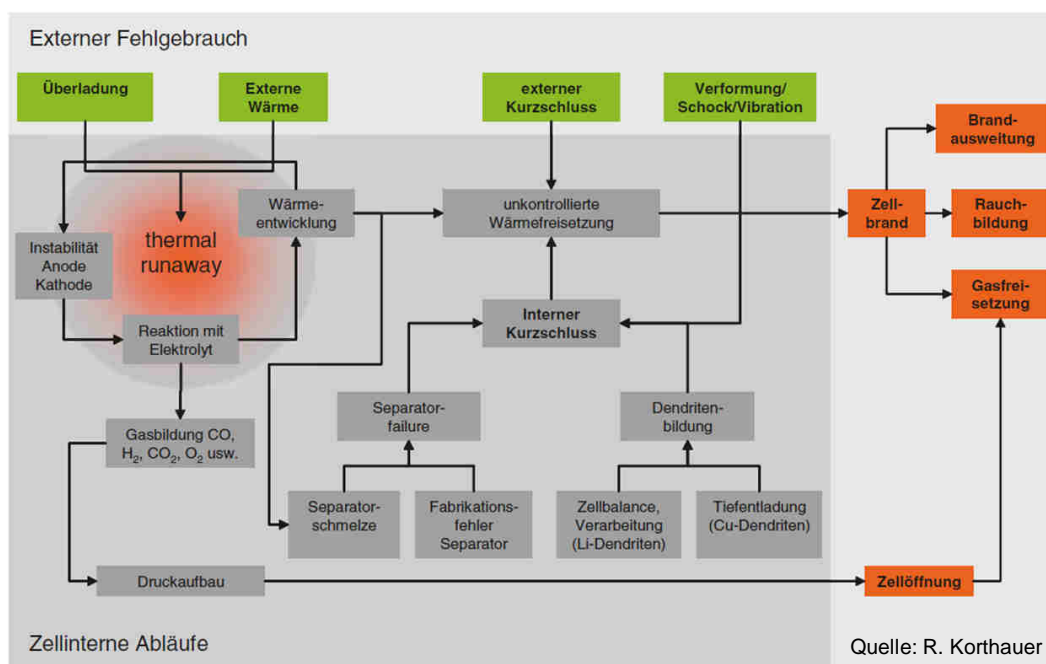 Externer Fehlgebrauch
Überladung
Externe
Wärme
externer
Kurzschluss
Verformung/
Schock/Vibration
Brand-
ausweitung
Wärme-
entwicklung
unkontrollierte
Wärmefreisetzung
Zell-
brand
Rauch-
bildung
thermal
runaway
Instabilität
Anode
Kathode
Gasfrei-
setzung
Reaktion mit
Elektrolyt
Interner
Kurzschluss
Separator-
failure
Dendriten-
bildung
Gasbildung CO,
H₂, CO₂, O₂ usw.
Separator-
schmelze
Fabrikations-
fehler
Separator
Zellbalance,
Verarbeitung
(Li-Dendriten)
Tiefentladung
(Cu-Dendriten)
Druckaufbau
Zellöffnung
Zellinterne Abläufe
Quelle: R. Korthauer